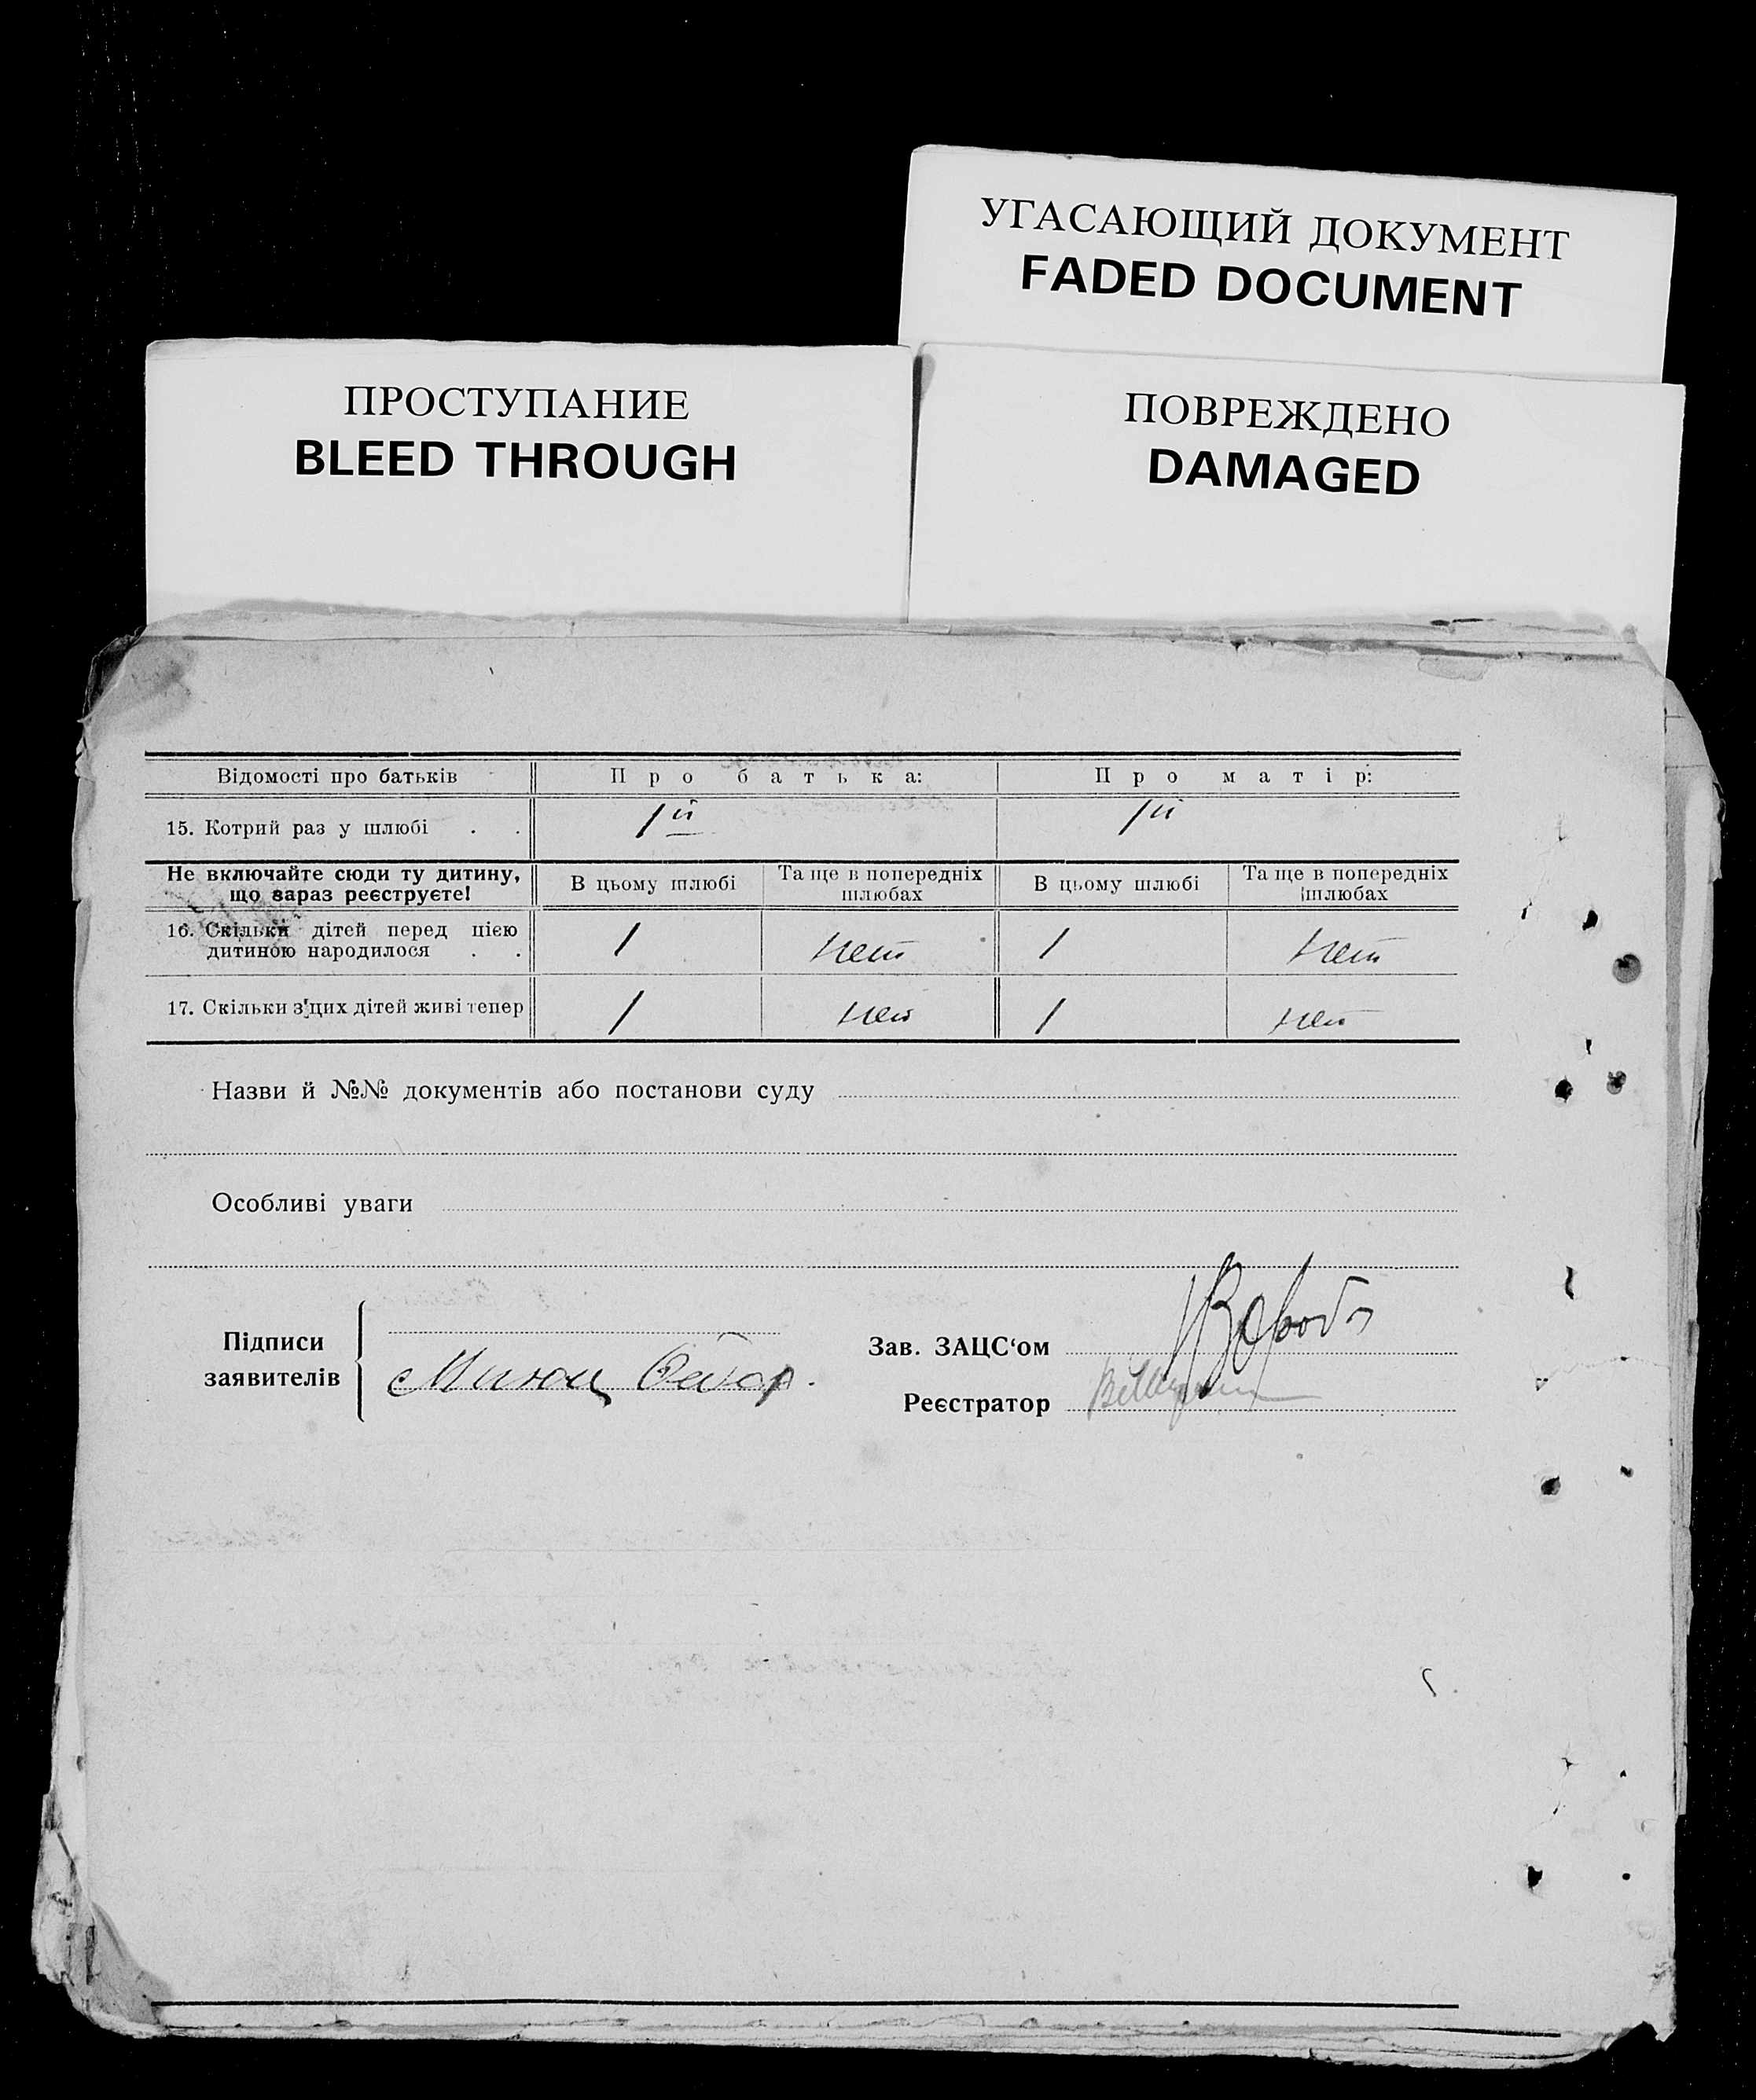 УГАСАЮЩИЙ ДОКУМЕНТ
FADED DOCUMENT
ПРОСТУПАНИЕ
BLEED THROUGH
ПОВРЕЖДЕНО
DAMAGED
Відомості про батьків Про батька: Про матір:
15. Котрий раз у шлюбі . . 1й 1й
Не включайте сюди ту дитину, що зараз реєструєте! В цьому шлюбі Та ще в попередніх шлюбах В цьому шлюбі Та ще в попередніх шлюбах
16. Скільки дітей перед цією дитиною народилося . . 1 нет 1 нет
17. Скільки з цих дітей живі тепер 1 нет 1 нет
Назви й №№ документів або постанови суду
Особливі уваги
Підписи заявителів
Зав. ЗАЦС‘ом
Реєстратор